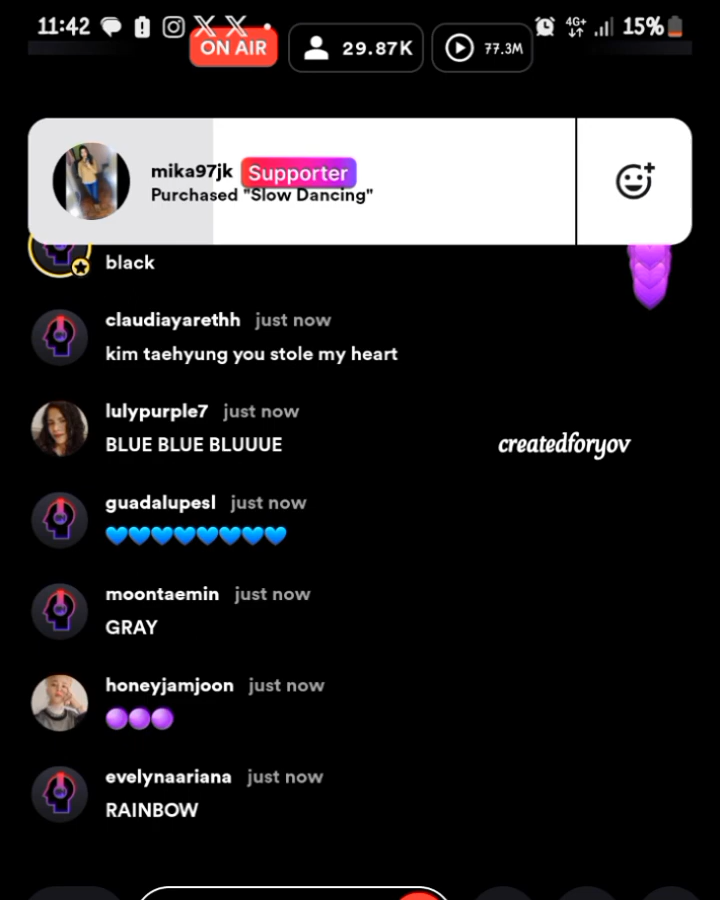 11:42
4G+
15%
ON AIR
29.87K
77.3M
mika97jk Supporter
Purchased "Slow Dancing"
black
claudiayarethh just now
kim taehyung you stole my heart
lulypurple7 just now
BLUE BLUE BLUUUE
createdforyov
guadalupesl just now
💙💙💙💙💙💙💙💙
moontaemin just now
GRAY
honeyjamjoon just now
🟣🟣🟣
evelynaariana just now
RAINBOW